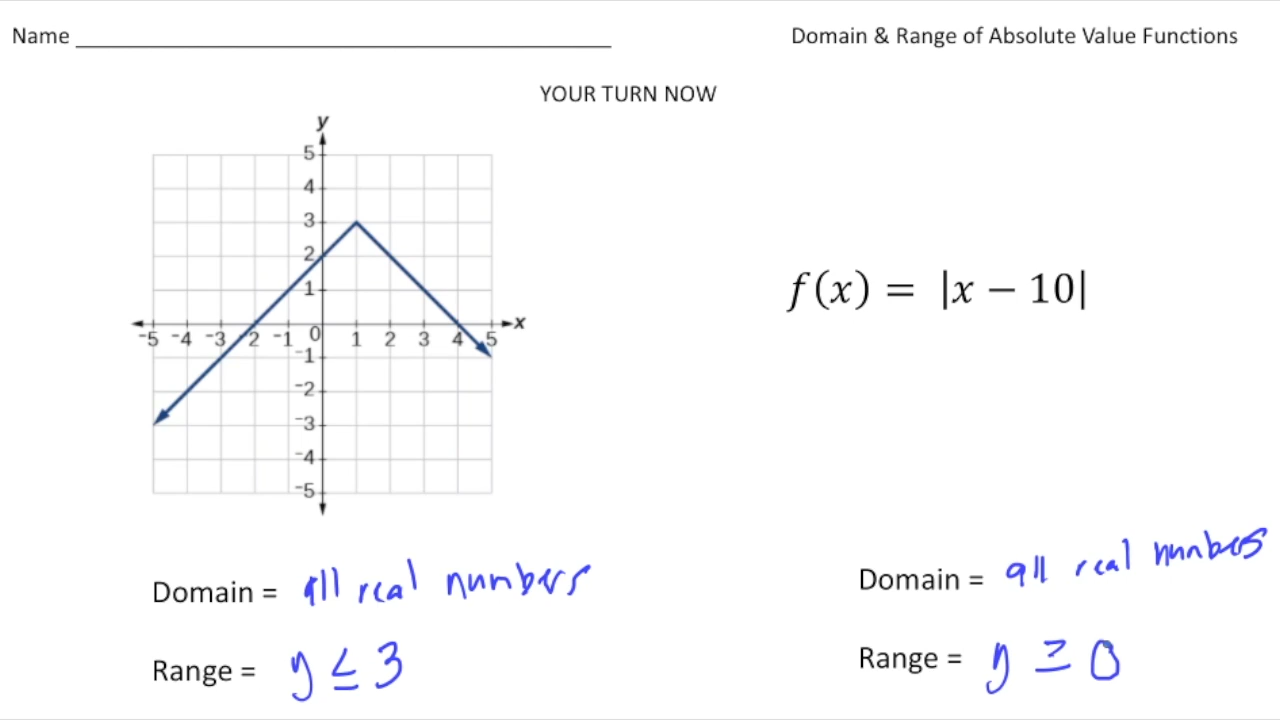 Name ____________________ Domain & Range of Absolute Value Functions
YOUR TURN NOW
y
5
4
3
2
1
-5 -4 -3 -2 -1 0 1 2 3 4 5 x
-1
-2
-3
-4
-5
f(x) = |x − 10|
Domain = all real numbers
Range = y ≤ 3
Domain = all real numbers
Range = y ≥ 0